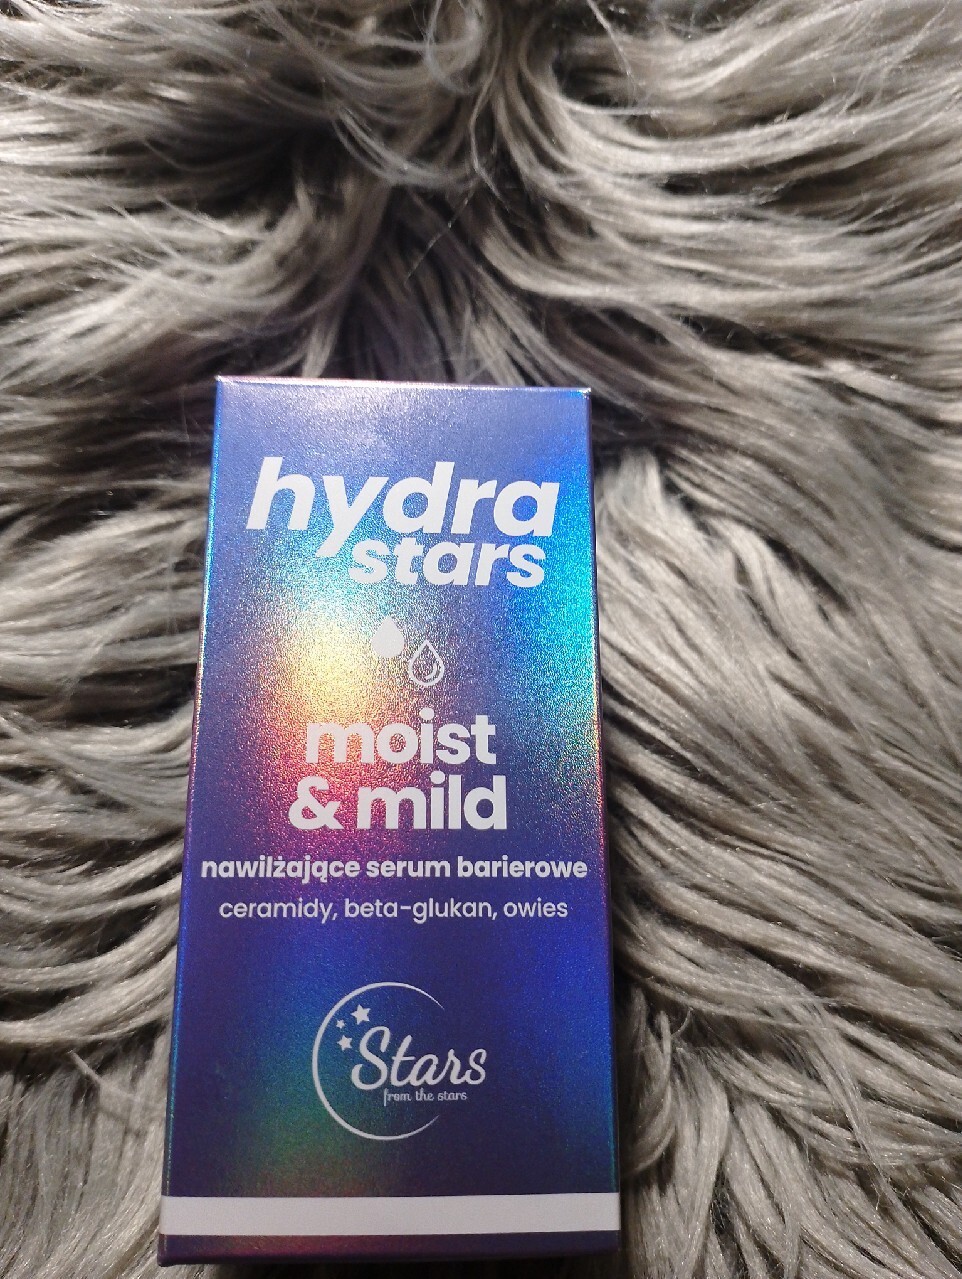 hydra
stars
moist
& mild
nawilżające serum barierowe
ceramidy, beta-glukan, owies
Stars
from the stars